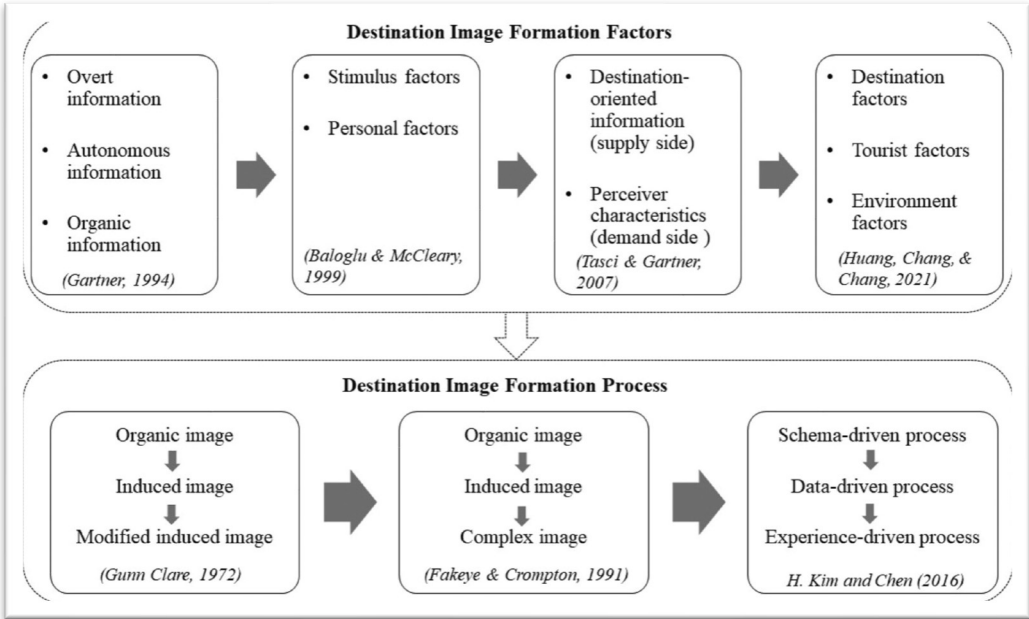 Destination Image Formation Factors
• Overt
information
• Autonomous
information
• Organic
information
(Gartner, 1994)
• Stimulus factors
• Personal factors
(Baloglu & McCleary,
1999)
• Destination-
oriented
information
(supply side)
• Perceiver
characteristics
(demand side )
(Tasci & Gartner,
2007)
• Destination
factors
• Tourist factors
• Environment
factors
(Huang, Chang, &
Chang, 2021)
Destination Image Formation Process
Organic image
Induced image
Modified induced image
(Gunn Clare, 1972)
Organic image
Induced image
Complex image
(Fakeye & Crompton, 1991)
Schema-driven process
Data-driven process
Experience-driven process
H. Kim and Chen (2016)